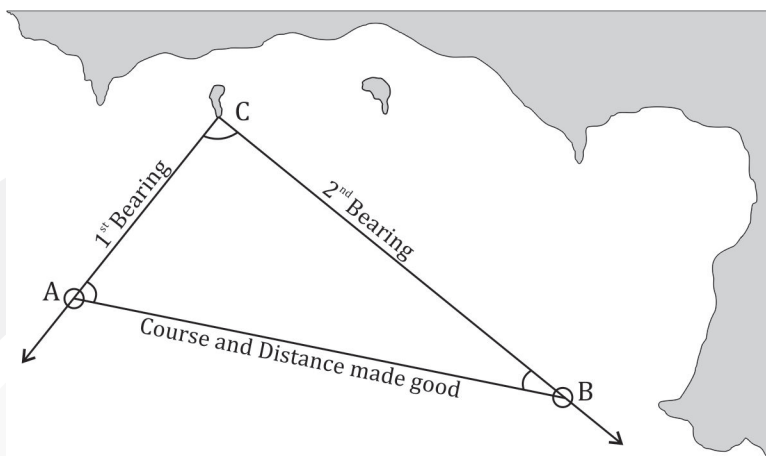 C
1st Bearing
2nd Bearing
A
Course and Distance made good
B